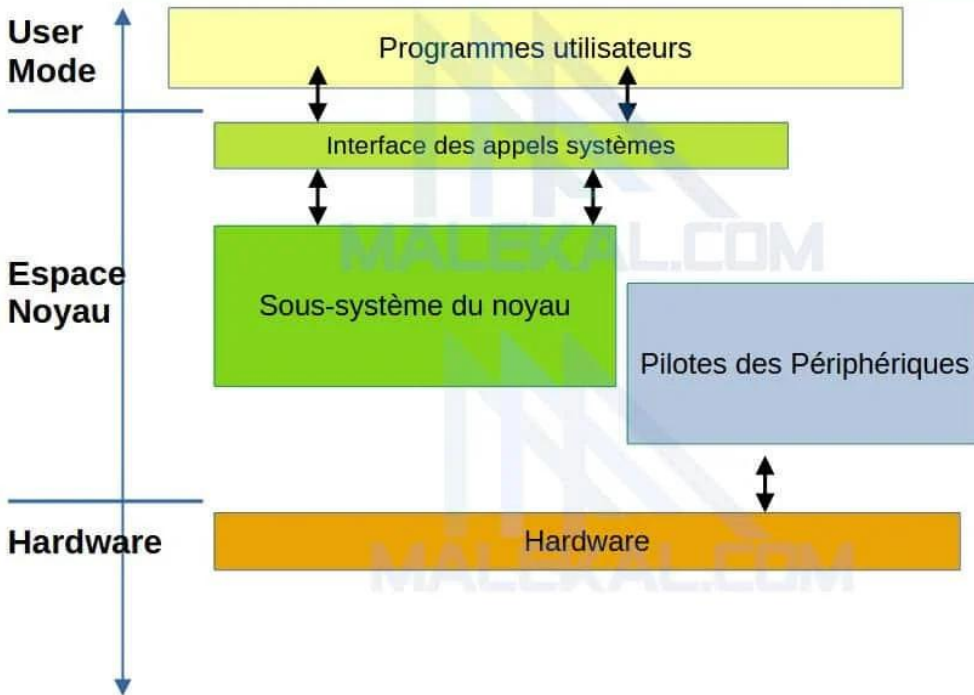 User
Mode
Programmes utilisateurs
Interface des appels systèmes
MALEKAL.COM
Espace
Noyau
Sous-système du noyau
Pilotes des Périphériques
Hardware
Hardware
MALEKAL.COM